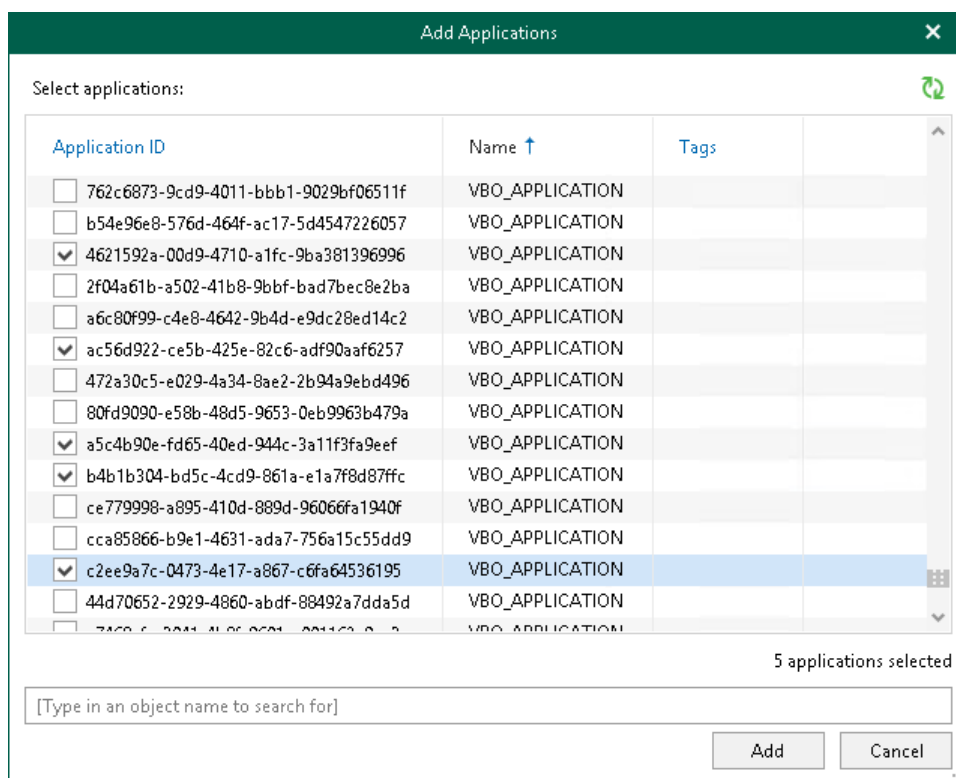 Add Applications
Select applications:
Application ID Name Tags
762c6873-9cd9-4011-bbb1-9029bf06511f VBO_APPLICATION
b54e96e8-576d-464f-ac17-5d4547226057 VBO_APPLICATION
4621592a-00d9-4710-a1fc-9ba381396996 VBO_APPLICATION
2f04a61b-a502-41b8-9bbf-bad7bec8e2ba VBO_APPLICATION
a6c80f99-c4e8-4642-9b4d-e9dc28ed14c2 VBO_APPLICATION
ac56d922-ce5b-425e-82c6-adf90aaf6257 VBO_APPLICATION
472a30c5-e029-4a34-8ae2-2b94a9ebd496 VBO_APPLICATION
80fd9090-e58b-48d5-9653-0eb9963b479a VBO_APPLICATION
a5c4b90e-fd65-40ed-944c-3a11f3fa9eef VBO_APPLICATION
b4b1b304-bd5c-4cd9-861a-e1a7f8d87ffc VBO_APPLICATION
ce779998-a895-410d-889d-96066fa1940f VBO_APPLICATION
cca85866-b9e1-4631-ada7-756a15c55dd9 VBO_APPLICATION
c2ee9a7c-0473-4e17-a867-c6fa64536195 VBO_APPLICATION
44d70652-2929-4860-abdf-88492a7dda5d VBO_APPLICATION
VBO_APPLICATION
5 applications selected
[Type in an object name to search for]
Add Cancel